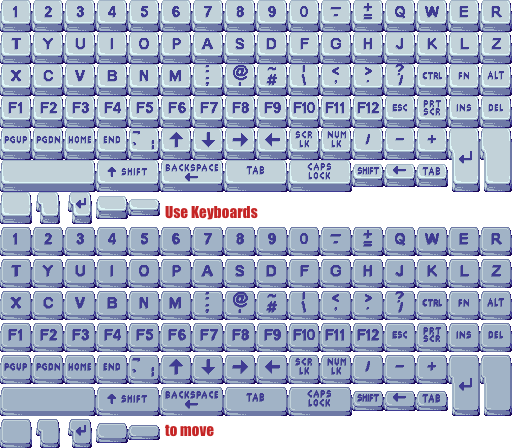 1 2 3 4 5 6 7 8 9 0 - _ + = Q W E R
T Y U I O P A S D F G H J K L Z
X C V B N M : ; @ ' ~ # | \ < , > . ? / CTRL FN ALT
F1 F2 F3 F4 F5 F6 F7 F8 F9 F10 F11 F12 ESC PRT SCR INS DEL
PGUP PGDN HOME END ↑ ↓ → ← SCR LK NUM LK / - + ↵
↑ SHIFT BACKSPACE ← TAB CAPS LOCK SHIFT ← TAB
↵ Use Keyboards
1 2 3 4 5 6 7 8 9 0 - _ + = Q W E R
T Y U I O P A S D F G H J K L Z
X C V B N M : ; @ ' ~ # | \ < , > . ? / CTRL FN ALT
F1 F2 F3 F4 F5 F6 F7 F8 F9 F10 F11 F12 ESC PRT SCR INS DEL
PGUP PGDN HOME END ↑ ↓ → ← SCR LK NUM LK / - + ↵
↑ SHIFT BACKSPACE ← TAB CAPS LOCK SHIFT ← TAB
↵ to move